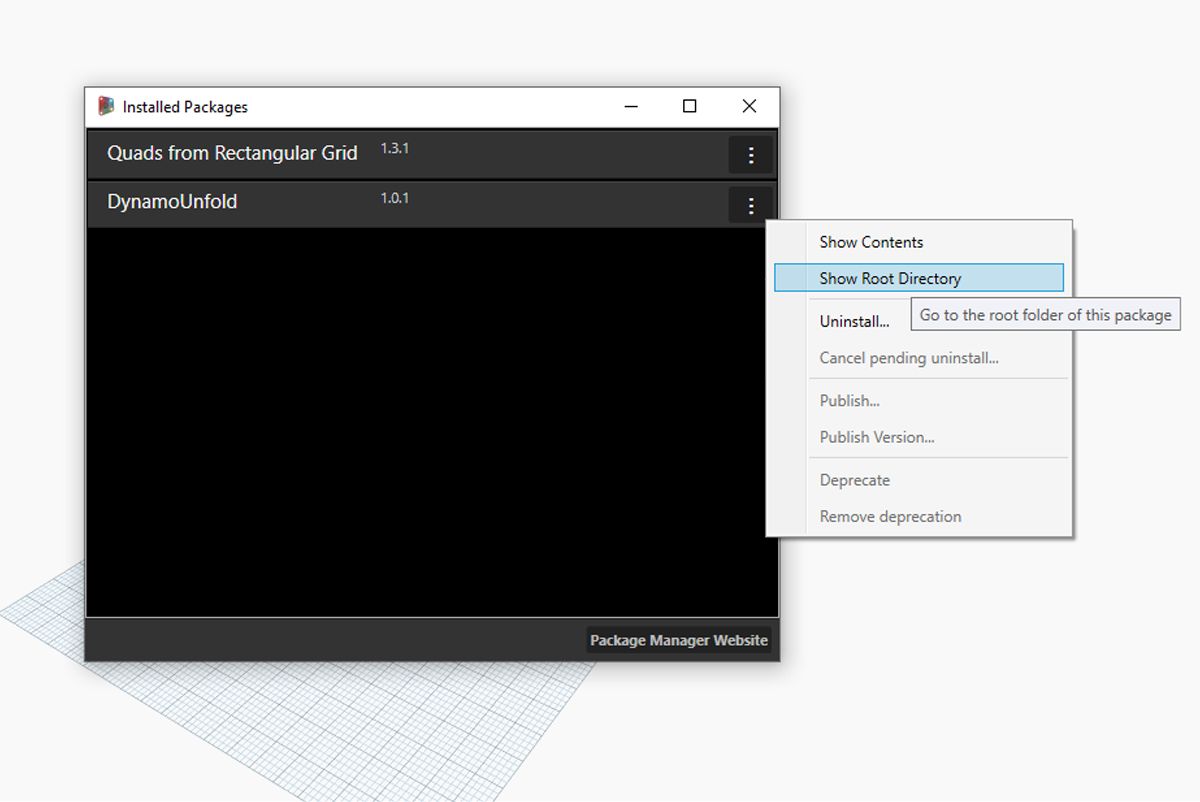 Installed Packages
Quads from Rectangular Grid 1.3.1
DynamoUnfold 1.0.1
Show Contents
Show Root Directory
Go to the root folder of this package
Uninstall...
Cancel pending uninstall...
Publish...
Publish Version...
Deprecate
Remove deprecation
Package Manager Website